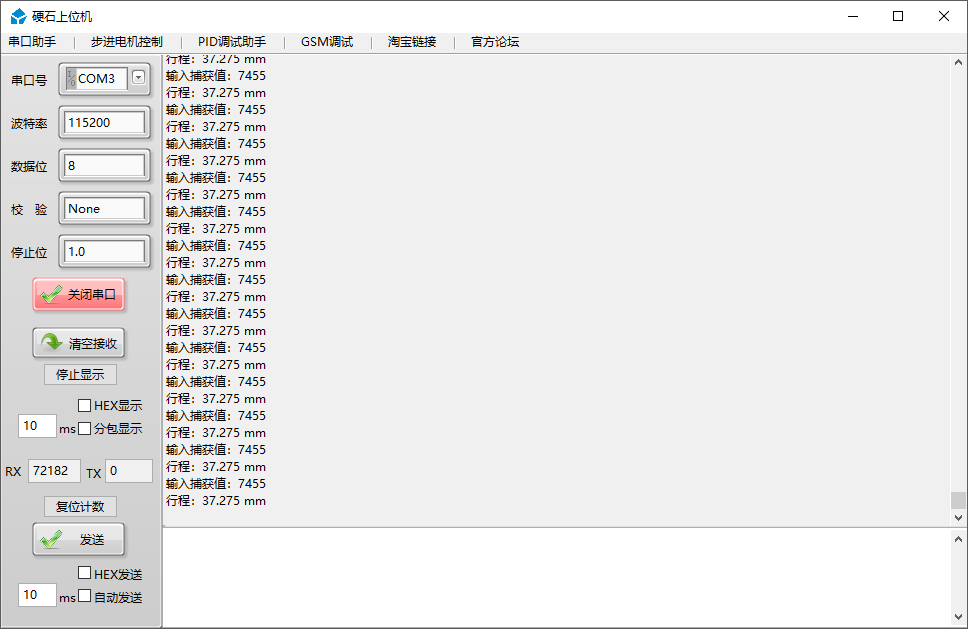 硬石上位机
串口助手 步进电机控制 PID调试助手 GSM调试 淘宝链接 官方论坛
串口号 COM3
波特率 115200
数据位 8
校 验 None
停止位 1.0
关闭串口
清空接收
停止显示
HEX显示
10 ms 分包显示
RX 72182 TX 0
复位计数
发送
HEX发送
10 ms 自动发送
行程：37.275 mm
输入捕获值：7455
行程：37.275 mm
输入捕获值：7455
行程：37.275 mm
输入捕获值：7455
行程：37.275 mm
输入捕获值：7455
行程：37.275 mm
输入捕获值：7455
行程：37.275 mm
输入捕获值：7455
行程：37.275 mm
输入捕获值：7455
行程：37.275 mm
输入捕获值：7455
行程：37.275 mm
输入捕获值：7455
行程：37.275 mm
输入捕获值：7455
行程：37.275 mm
输入捕获值：7455
行程：37.275 mm
输入捕获值：7455
行程：37.275 mm
输入捕获值：7455
行程：37.275 mm